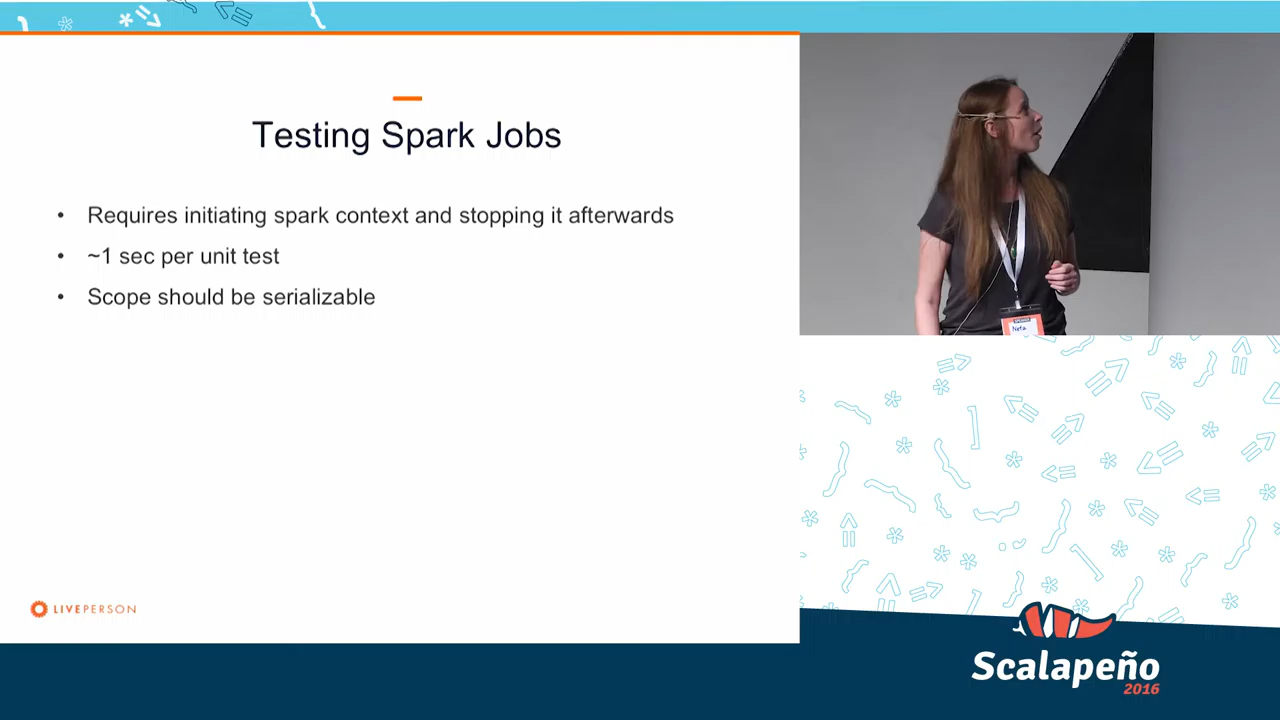 Testing Spark Jobs
• Requires initiating spark context and stopping it afterwards
• ~1 sec per unit test
• Scope should be serializable
LIVEPERSON
Neta
Scalapeño
2016